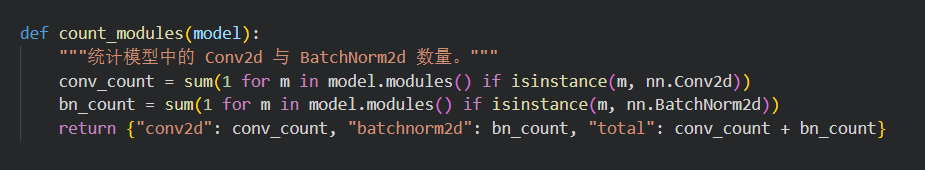 def count_modules(model):
    """统计模型中的 Conv2d 与 BatchNorm2d 数量。"""
    conv_count = sum(1 for m in model.modules() if isinstance(m, nn.Conv2d))
    bn_count = sum(1 for m in model.modules() if isinstance(m, nn.BatchNorm2d))
    return {"conv2d": conv_count, "batchnorm2d": bn_count, "total": conv_count + bn_count}